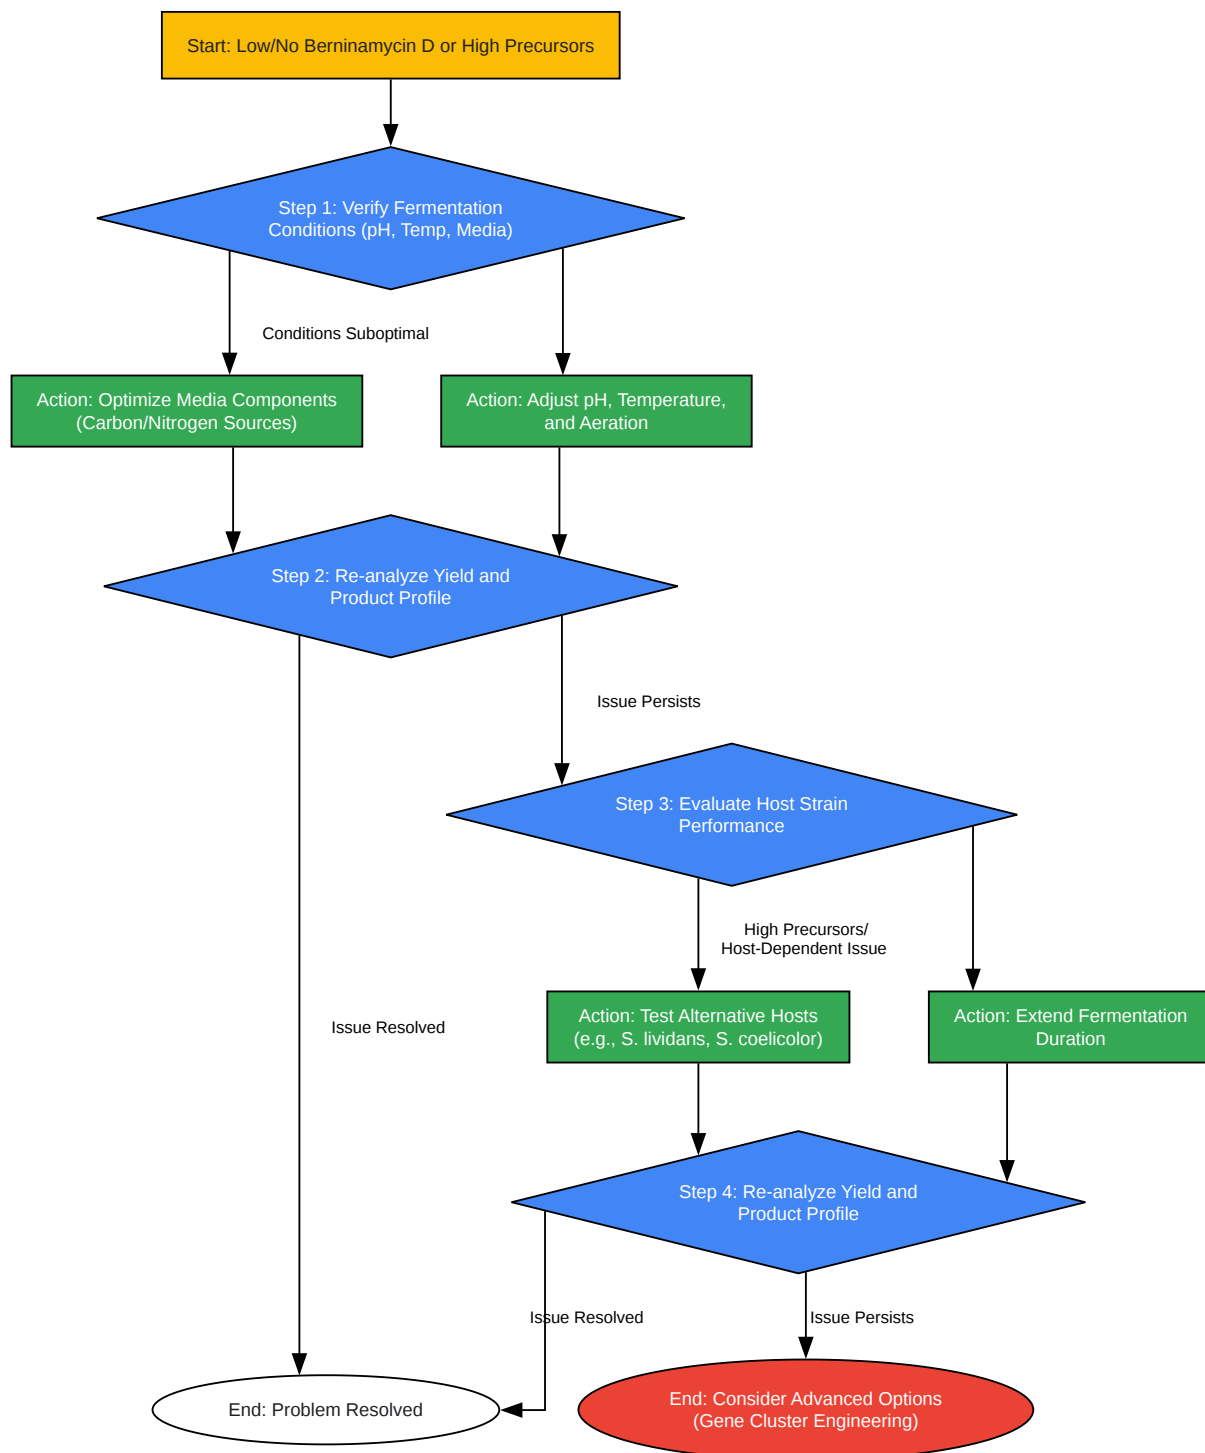 Start: Low/No Berninamycin D or High Precursors
Step 1: Verify Fermentation
Conditions (pH, Temp, Media)
Conditions Suboptimal
Action: Optimize Media Components
(Carbon/Nitrogen Sources)
Action: Adjust pH, Temperature,
and Aeration
Step 2: Re-analyze Yield and
Product Profile
Issue Persists
Step 3: Evaluate Host Strain
Performance
High Precursors/
Host-Dependent Issue
Issue Resolved
Action: Test Alternative Hosts
(e.g., S. lividans, S. coelicolor)
Action: Extend Fermentation
Duration
Step 4: Re-analyze Yield and
Product Profile
Issue Resolved
Issue Persists
End: Problem Resolved
End: Consider Advanced Options
(Gene Cluster Engineering)